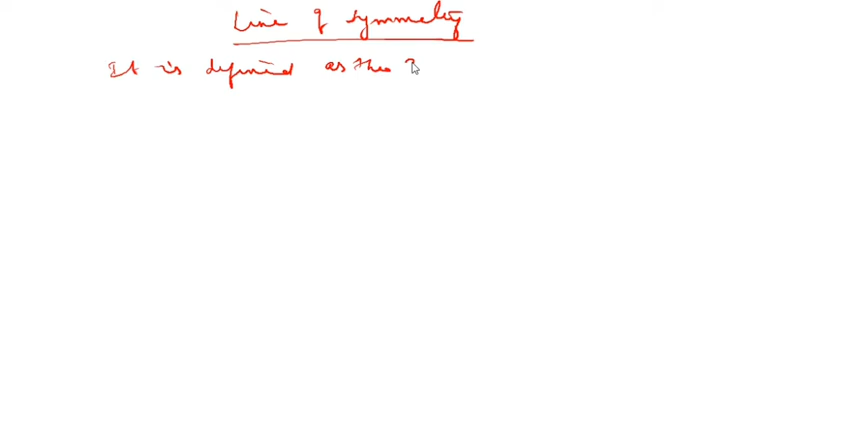 Line of Symmetry
It is defined as the